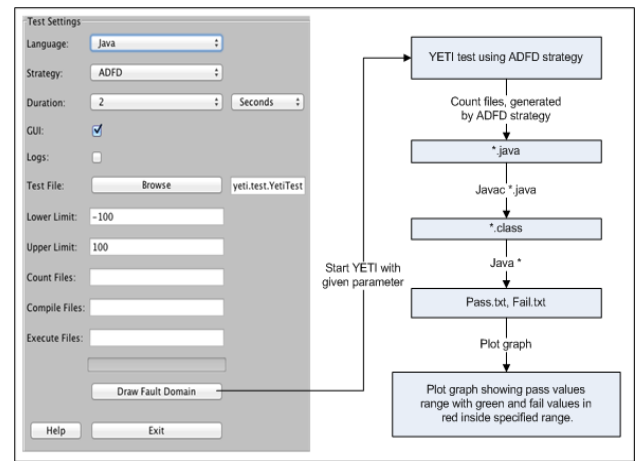 Test Settings
Language: Java
Strategy: ADFD
Duration: 2 Seconds
GUI:
Logs:
Test File: Browse yeti.test.YetiTest
Lower Limit: -100
Upper Limit: 100
Count Files:
Compile Files:
Execute Files:
Draw Fault Domain
Help Exit
Start YETI with
given parameter
YETI test using ADFD strategy
Count files, generated
by ADFD strategy
*.java
Javac *.java
*.class
Java *
Pass.txt, Fail.txt
Plot graph
Plot graph showing pass values
range with green and fail values in
red inside specified range.